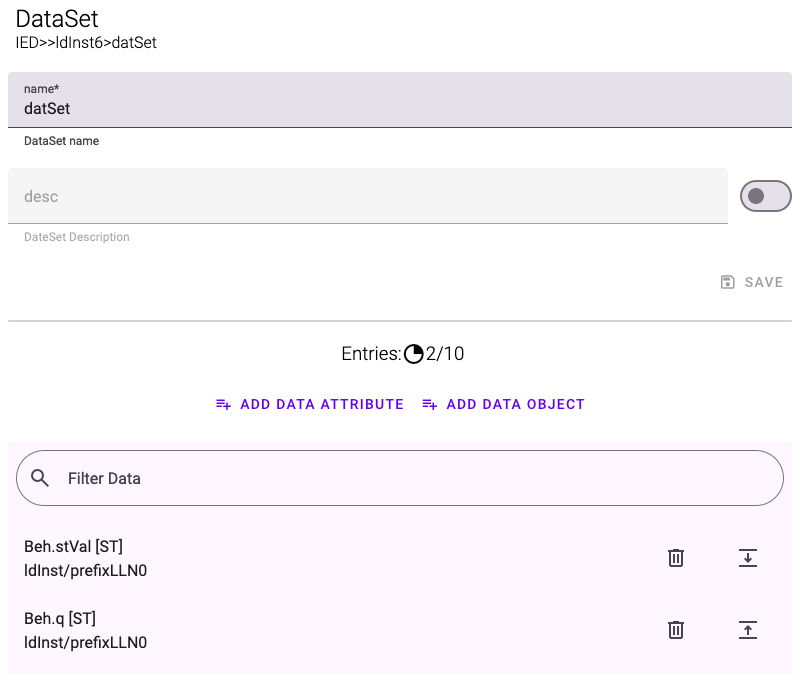 DataSet
IED>>ldInst6>datSet
name*
datSet
DataSet name
desc
DateSet Description
SAVE
Entries: 2/10
ADD DATA ATTRIBUTE ADD DATA OBJECT
Filter Data
Beh.stVal [ST]
ldInst/prefixLLN0
Beh.q [ST]
ldInst/prefixLLN0